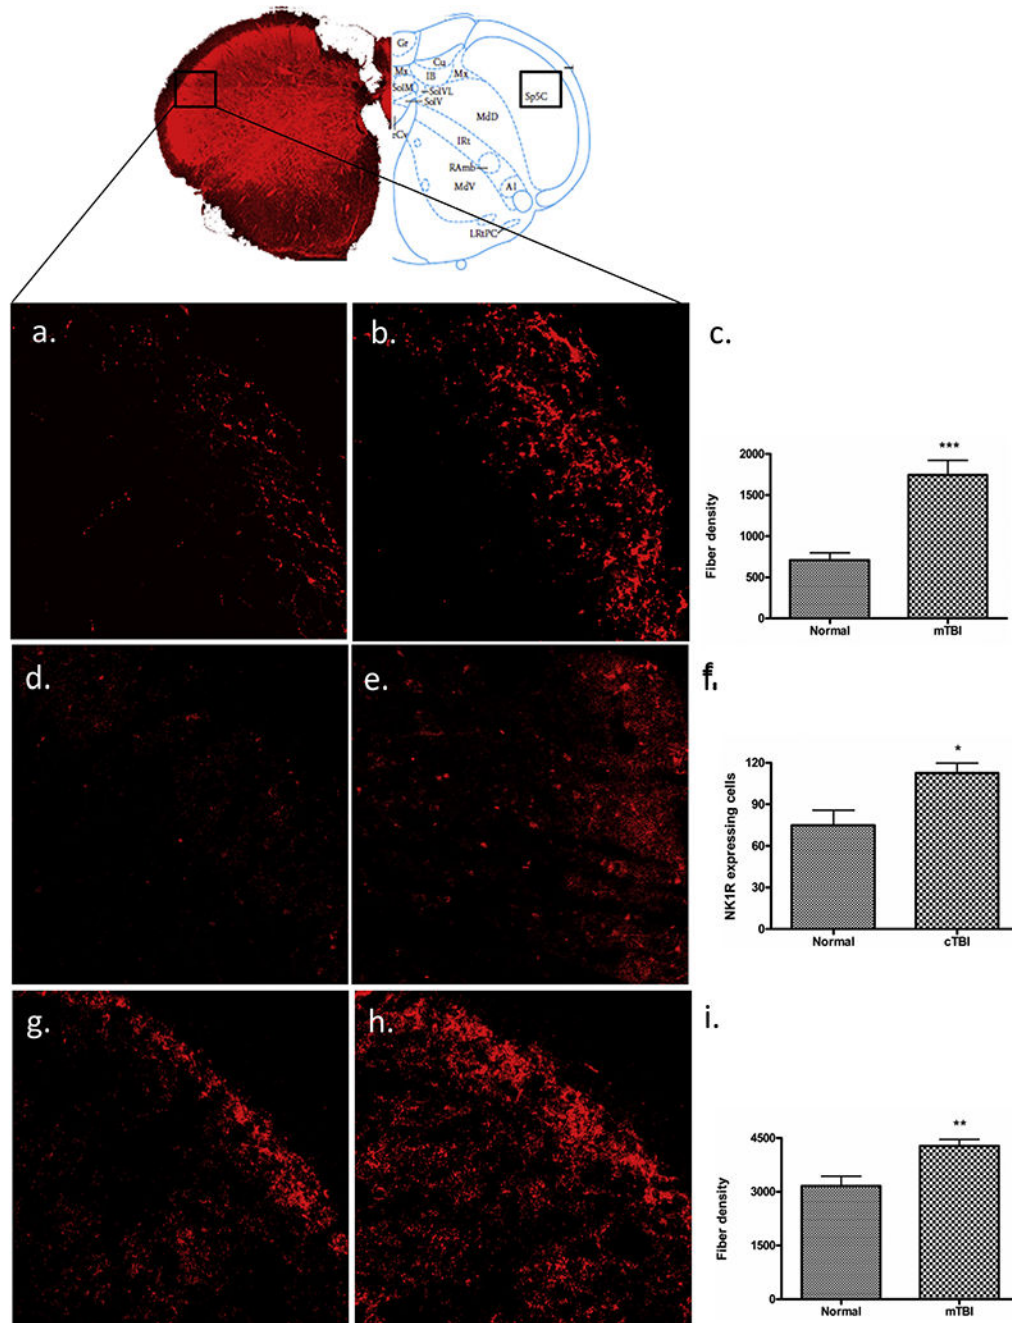 Gr
Cu
Mx
IB
Mx
SolM
SolVL
SolV
Sp5C
MdD
rCv
IRt
RAmb
A1
MdV
LRtPC
a.
b.
c.
2000
1500
1000
500
0
Fiber density
***
Normal
mTBI
d.
e.
f.
120
90
60
30
0
NK1R expressing cells
*
Normal
cTBI
g.
h.
i.
4500
3000
1500
0
Fiber density
**
Normal
mTBI